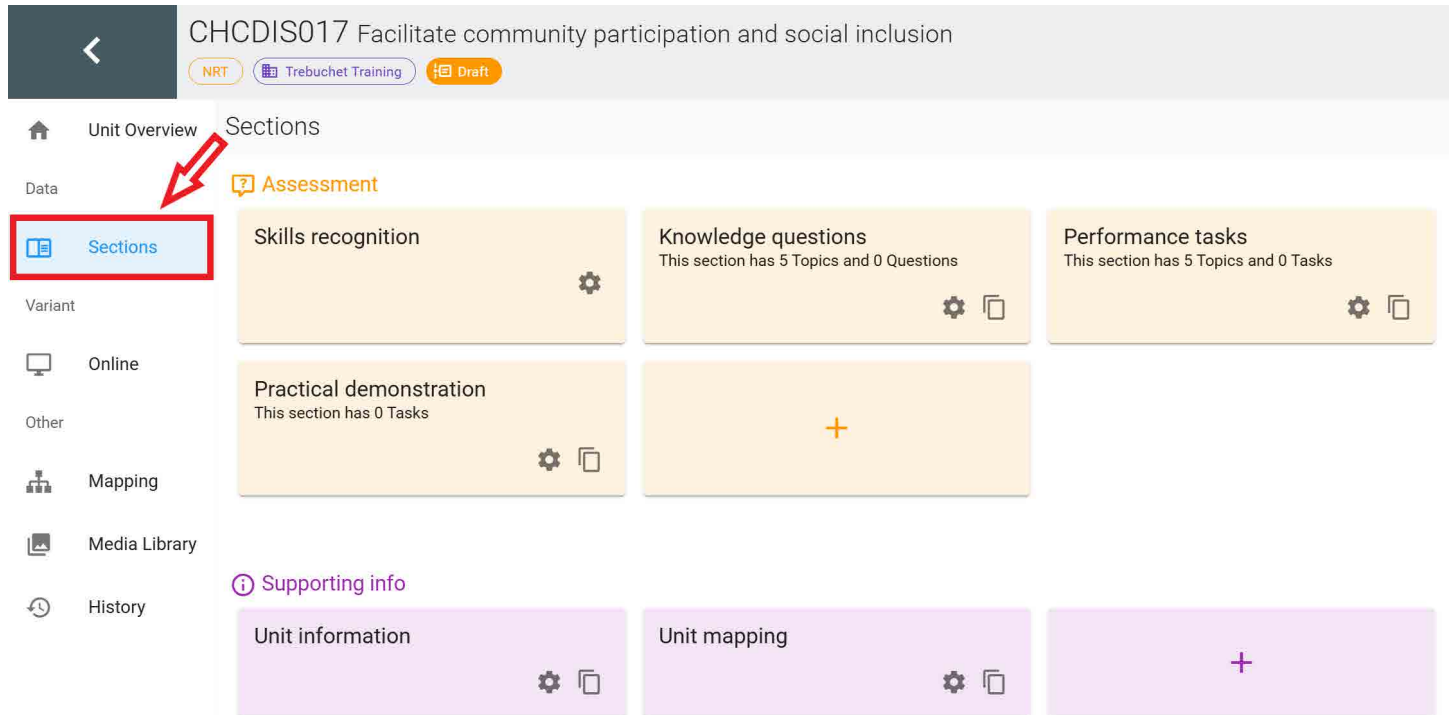 CHCDIS017 Facilitate community participation and social inclusion
NRT Trebuchet Training Draft
Unit Overview
Data
Sections
Variant
Online
Other
Mapping
Media Library
History
Sections
Assessment
Skills recognition
Knowledge questions
This section has 5 Topics and 0 Questions
Performance tasks
This section has 5 Topics and 0 Tasks
Practical demonstration
This section has 0 Tasks
+
Supporting info
Unit information
Unit mapping
+